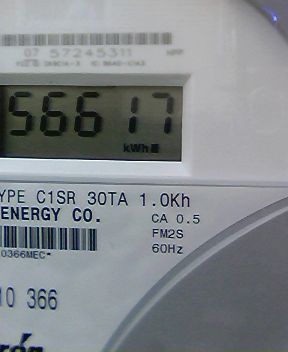 07 57245311
56617
kWh
YPE C1SR 30TA 1.0Kh
ENERGY CO.
CA 0.5
FM2S
60Hz
0366MEC*
10 366